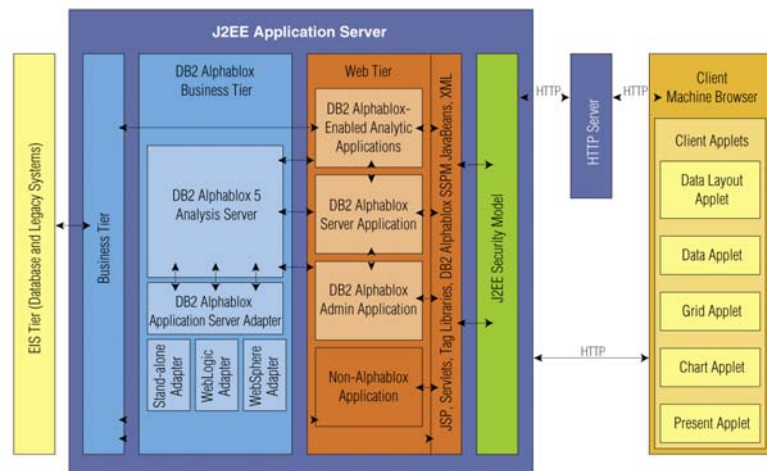 J2EE Application Server
EIS Tier (Database and Legacy Systems)
Business Tier
DB2 Alphablox
Business Tier
DB2 Alphablox 5
Analysis Server
DB2 Alphablox
Application Server Adapter
Stand-alone
Adapter
WebLogic
Adapter
WebSphere
Adapter
Web Tier
DB2 Alphablox-
Enabled Analytic
Applications
DB2 Alphablox
Server Application
DB2 Alphablox
Admin Application
Non-Alphablox
Application
JSP, Servlets, Tag Libraries, DB2 Alphablox SSPM JavaBeans, XML
J2EE Security Model
HTTP
HTTP Server
HTTP
HTTP
Client
Machine Browser
Client Applets
Data Layout
Applet
Data Applet
Grid Applet
Chart Applet
Present Applet